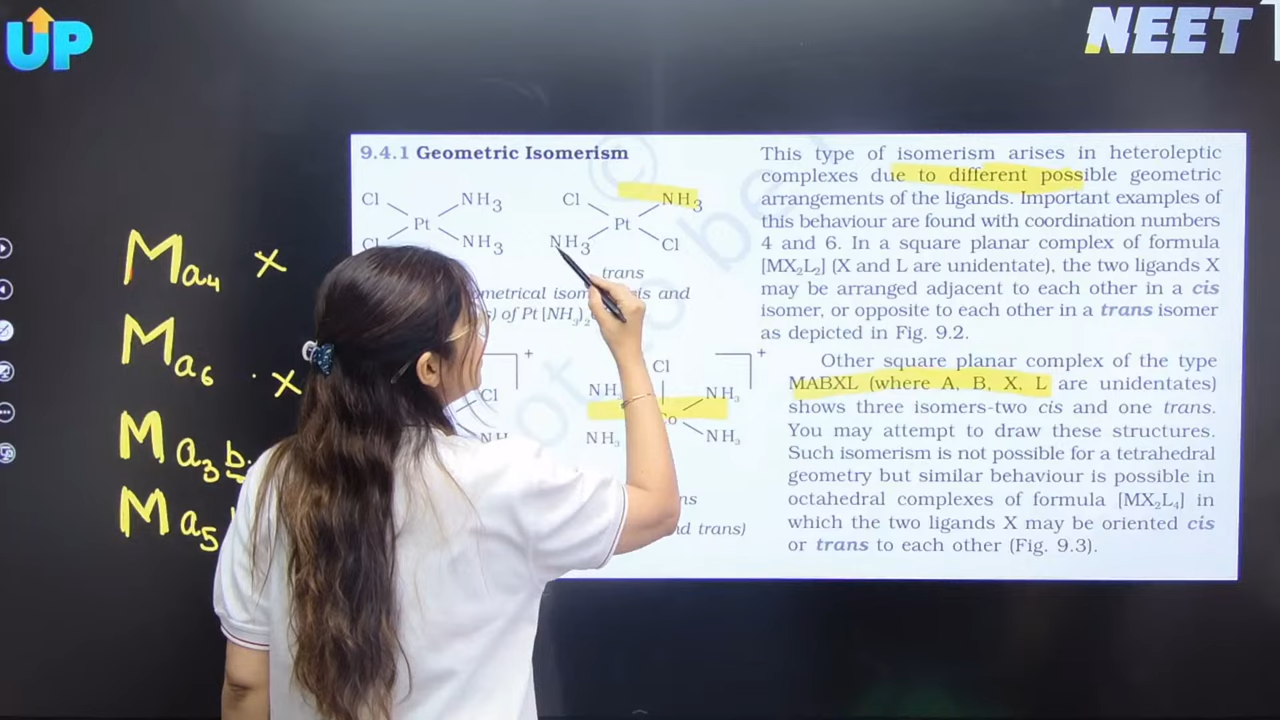 UP
NEET
9.4.1 Geometric Isomerism
Cl NH3 Cl NH3
Pt Pt
Cl NH3 NH3 Cl
trans
Pt [NH3)2
+ +
Cl
Cl NH NH3
Co
NH NH3 NH3
and trans)
This type of isomerism arises in heteroleptic
complexes due to different possible geometric
arrangements of the ligands. Important examples of
this behaviour are found with coordination numbers
4 and 6. In a square planar complex of formula
[MX2L2] (X and L are unidentate), the two ligands X
may be arranged adjacent to each other in a cis
isomer, or opposite to each other in a trans isomer
as depicted in Fig. 9.2.
Other square planar complex of the type
MABXL (where A, B, X, L are unidentates)
shows three isomers-two cis and one trans.
You may attempt to draw these structures.
Such isomerism is not possible for a tetrahedral
geometry but similar behaviour is possible in
octahedral complexes of formula [MX2L4] in
which the two ligands X may be oriented cis
or trans to each other (Fig. 9.3).
Ma4 ×
Ma6 ×
Ma3b
Ma5